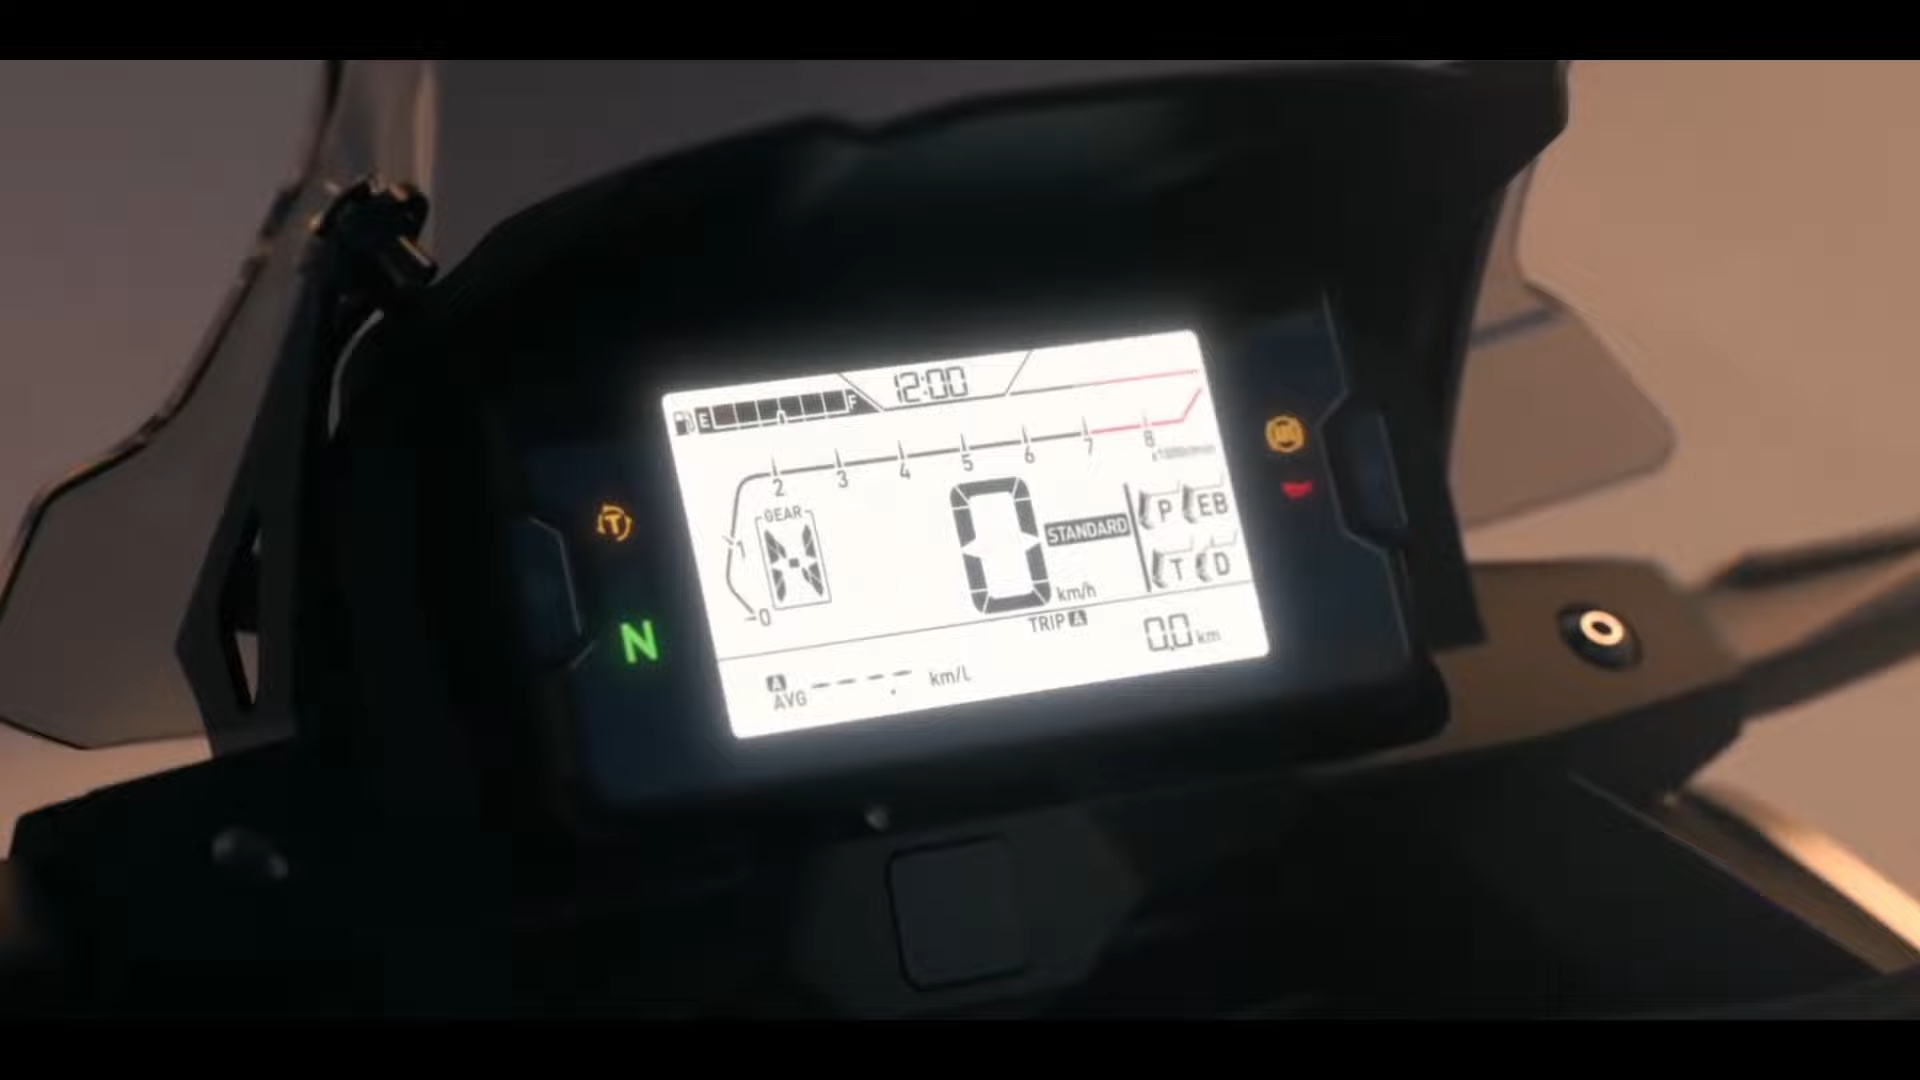 E F 12:00
2 3 4 5 6 7 8
GEAR
N
1
0
0 km/h
STANDARD
P EB
T D
TRIP A
0.0 km
A
AVG -----.- km/L
T
N
ABS